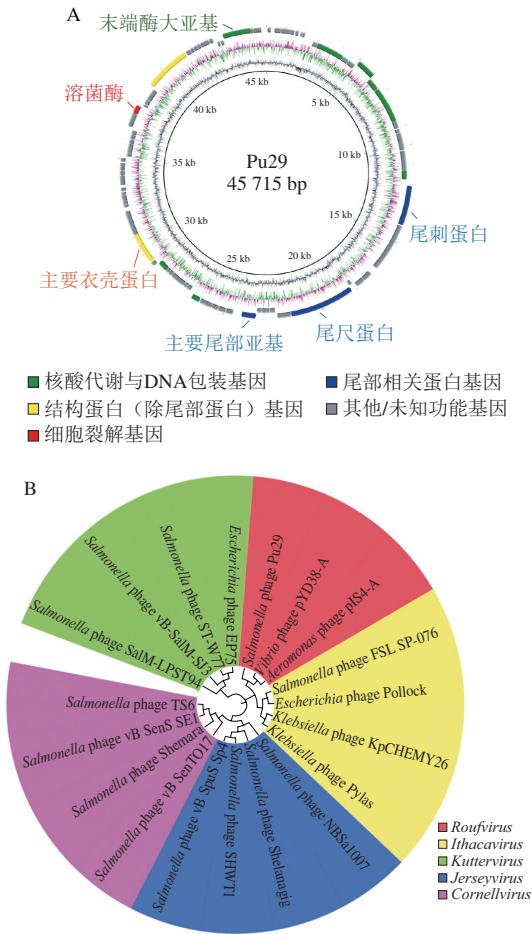 A
末端酶大亚基
溶菌酶
45 kb
5 kb
40 kb
10 kb
35 kb
15 kb
30 kb
20 kb
25 kb
Pu29
45 715 bp
尾刺蛋白
主要衣壳蛋白
尾尺蛋白
主要尾部亚基
核酸代谢与DNA包装基因
尾部相关蛋白基因
结构蛋白（除尾部蛋白）基因
其他/未知功能基因
细胞裂解基因
B
Salmonella phage Pu29
Vibrio phage pYD38-A
Aeromonas phage pIS4-A
Salmonella phage FSL SP-076
Escherichia phage Pollock
Klebsiella phage KpCHEMY26
Klebsiella phage Pylas
Salmonella phage NBSa1007
Salmonella phage Shelanagig
Salmonella phage SHWT1
Salmonella phage vB SpuS Sp4
Salmonella phage vB SenTO17
Salmonella phage Shemara
Salmonella phage vB SenS SE1
Salmonella phage TS6
Salmonella phage SalM-LPST94
Salmonella phage vB-SalM-SJ3
Salmonella phage ST-W77
Escherichia phage EP75
Roufvirus
Ithacavirus
Kuttervirus
Jerseyvirus
Cornellvirus